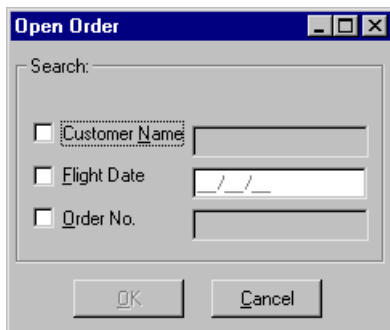 Open Order
Search:
Customer Name
Flight Date __/__/__
Order No.
OK Cancel